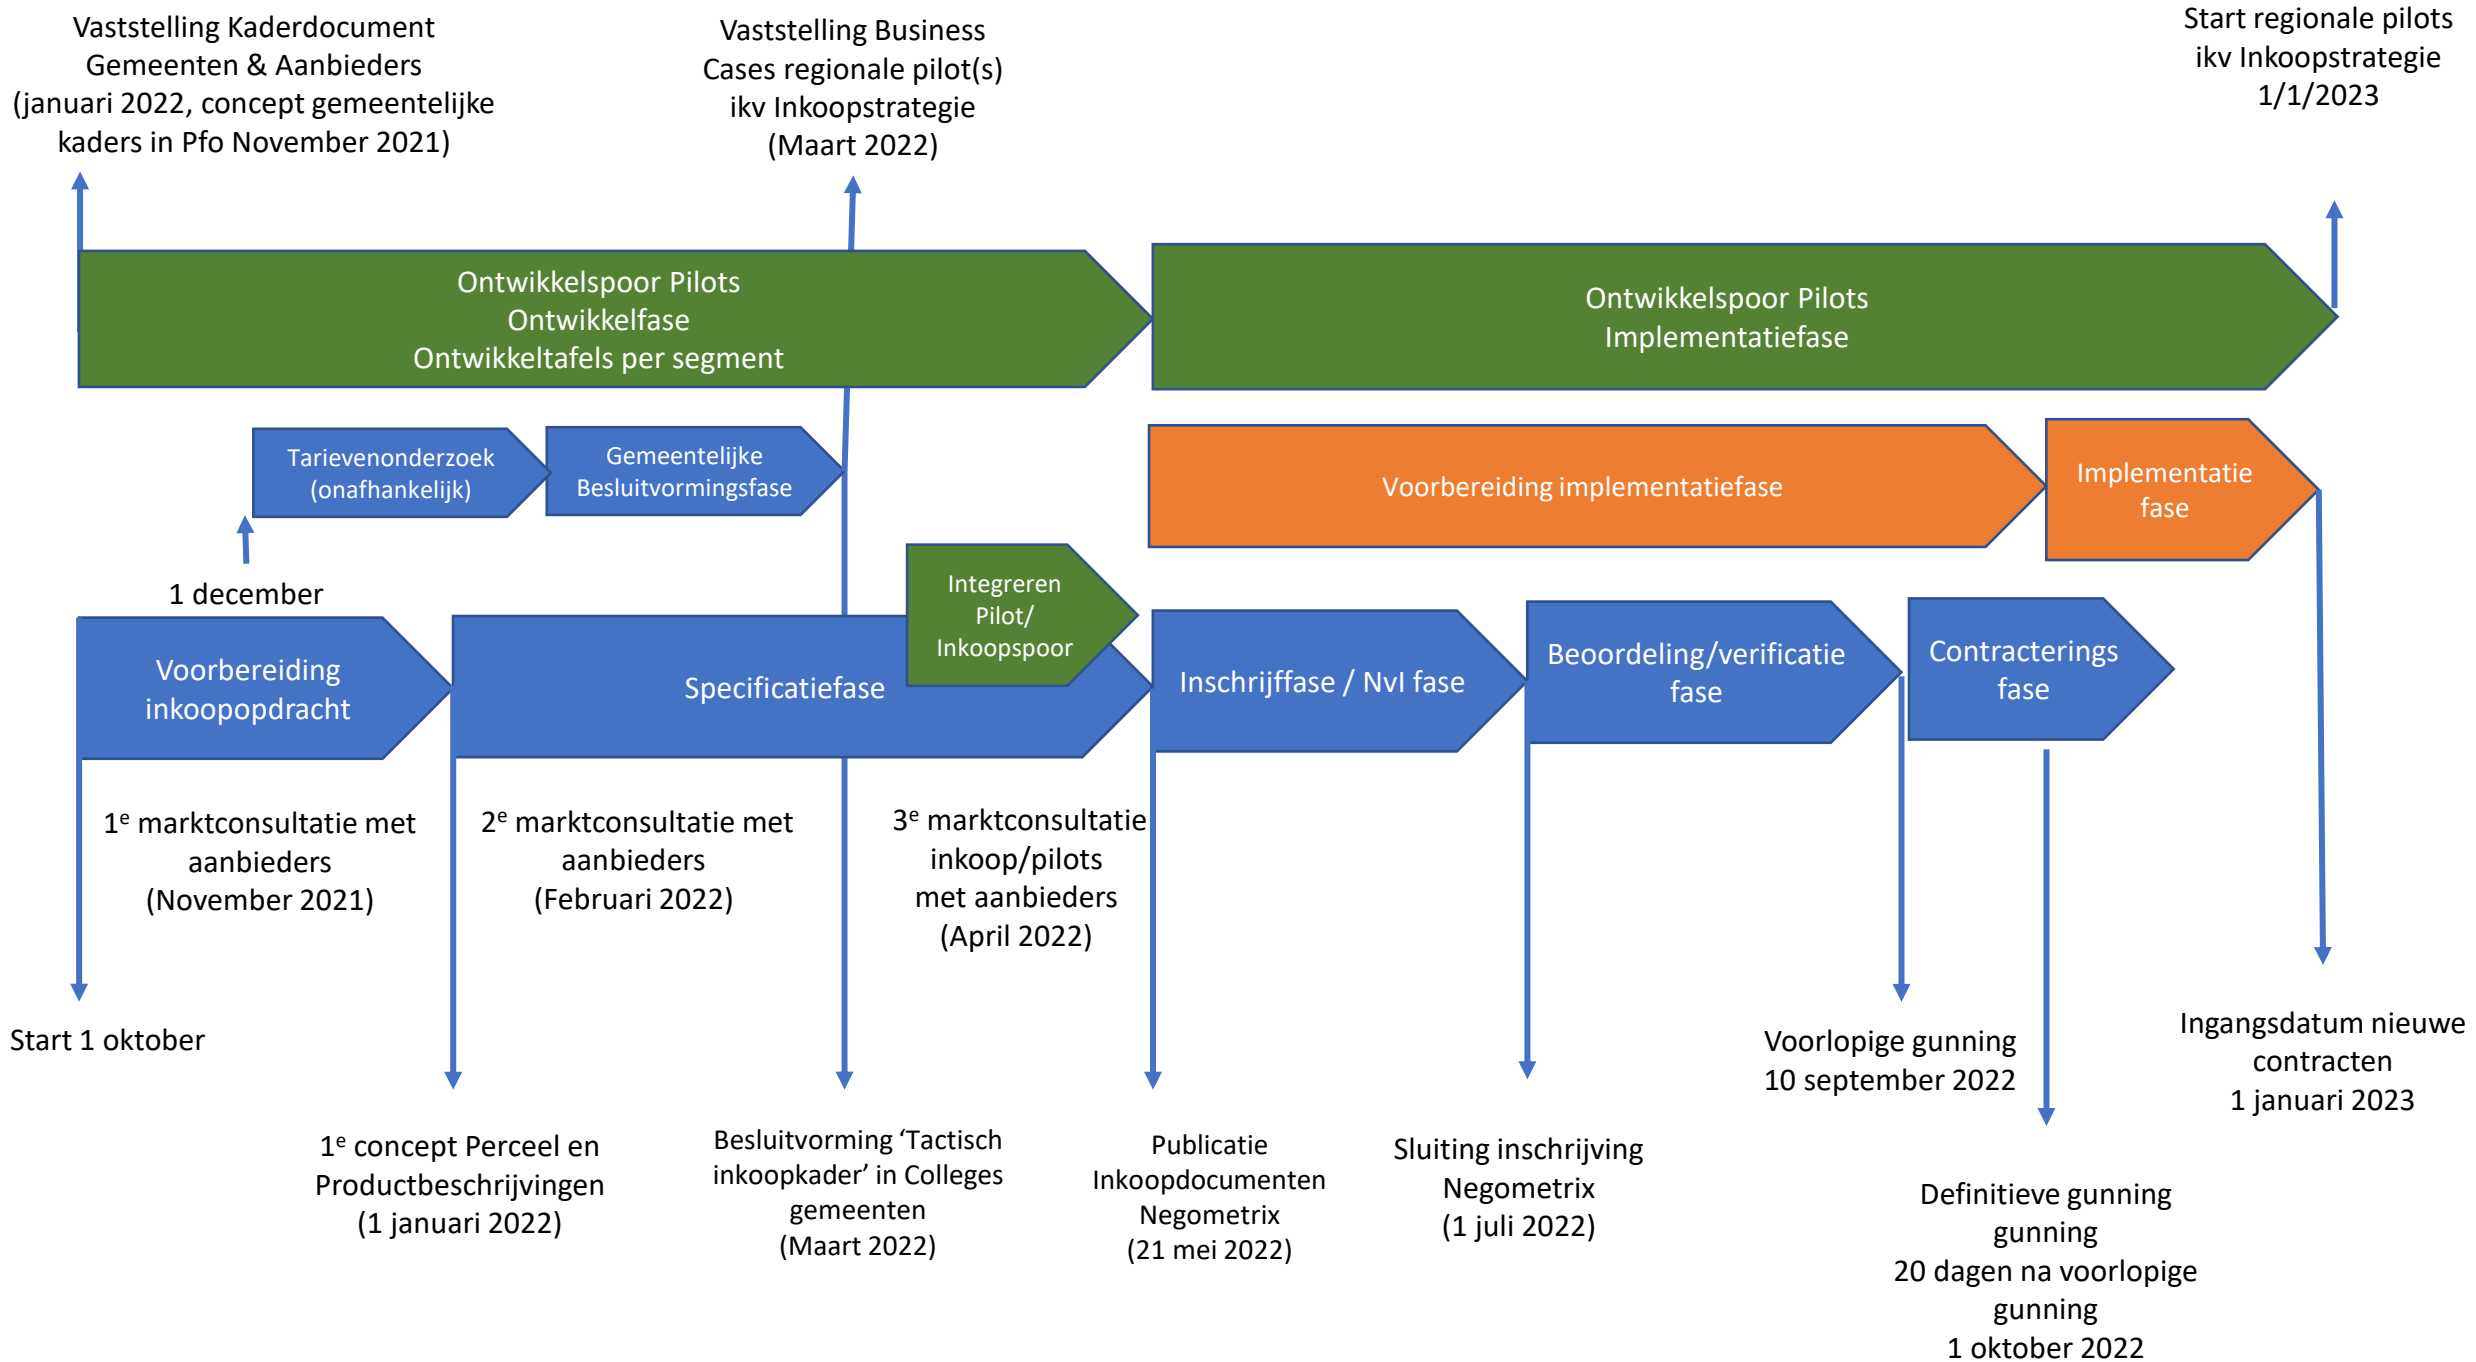 Vaststelling Kaderdocument
Gemeenten & Aanbieders
(januari 2022, concept gemeentelijke
kaders in Pfo November 2021)
Vaststelling Business
Cases regionale pilot(s)
ikv Inkoopstrategie
(Maart 2022)
Start regionale pilots
ikv Inkoopstrategie
1/1/2023
Ontwikkelspoor Pilots
Ontwikkelfase
Ontwikkeltafels per segment
Ontwikkelspoor Pilots
Implementatiefase
Tarievenonderzoek
(onafhankelijk)
Gemeentelijke
Besluitvormingsfase
Voorbereiding implementatiefase
Implementatie
fase
1 december
Integreren
Pilot/
Inkoopspoor
Voorbereiding
inkoopopdracht
Specificatiefase
Inschrijffase / NvI fase
Beoordeling/verificatie
fase
Contracterings
fase
1e marktconsultatie met
aanbieders
(November 2021)
2e marktconsultatie met
aanbieders
(Februari 2022)
3e marktconsultatie
inkoop/pilots
met aanbieders
(April 2022)
Start 1 oktober
1e concept Perceel en
Productbeschrijvingen
(1 januari 2022)
Besluitvorming ‘Tactisch
inkoopkader’ in Colleges
gemeenten
(Maart 2022)
Publicatie
Inkoopdocumenten
Negometrix
(21 mei 2022)
Sluiting inschrijving
Negometrix
(1 juli 2022)
Voorlopige gunning
10 september 2022
Definitieve gunning
gunning
20 dagen na voorlopige
gunning
1 oktober 2022
Ingangsdatum nieuwe
contracten
1 januari 2023